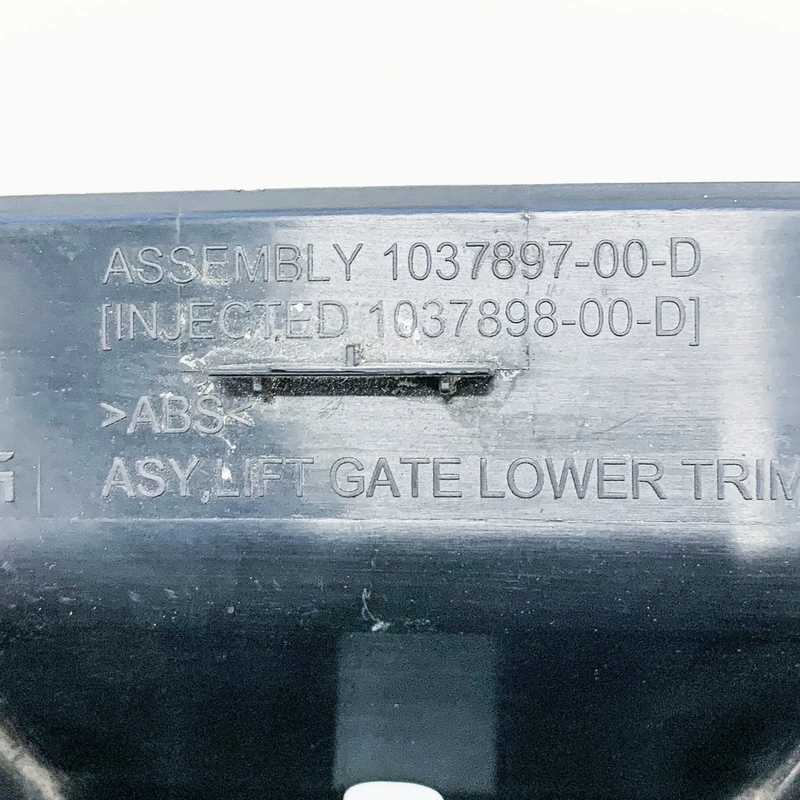 ASSEMBLY 1037897-00-D
[INJECTED 1037898-00-D]
>ABS<
ASY,LIFT GATE LOWER TRIM